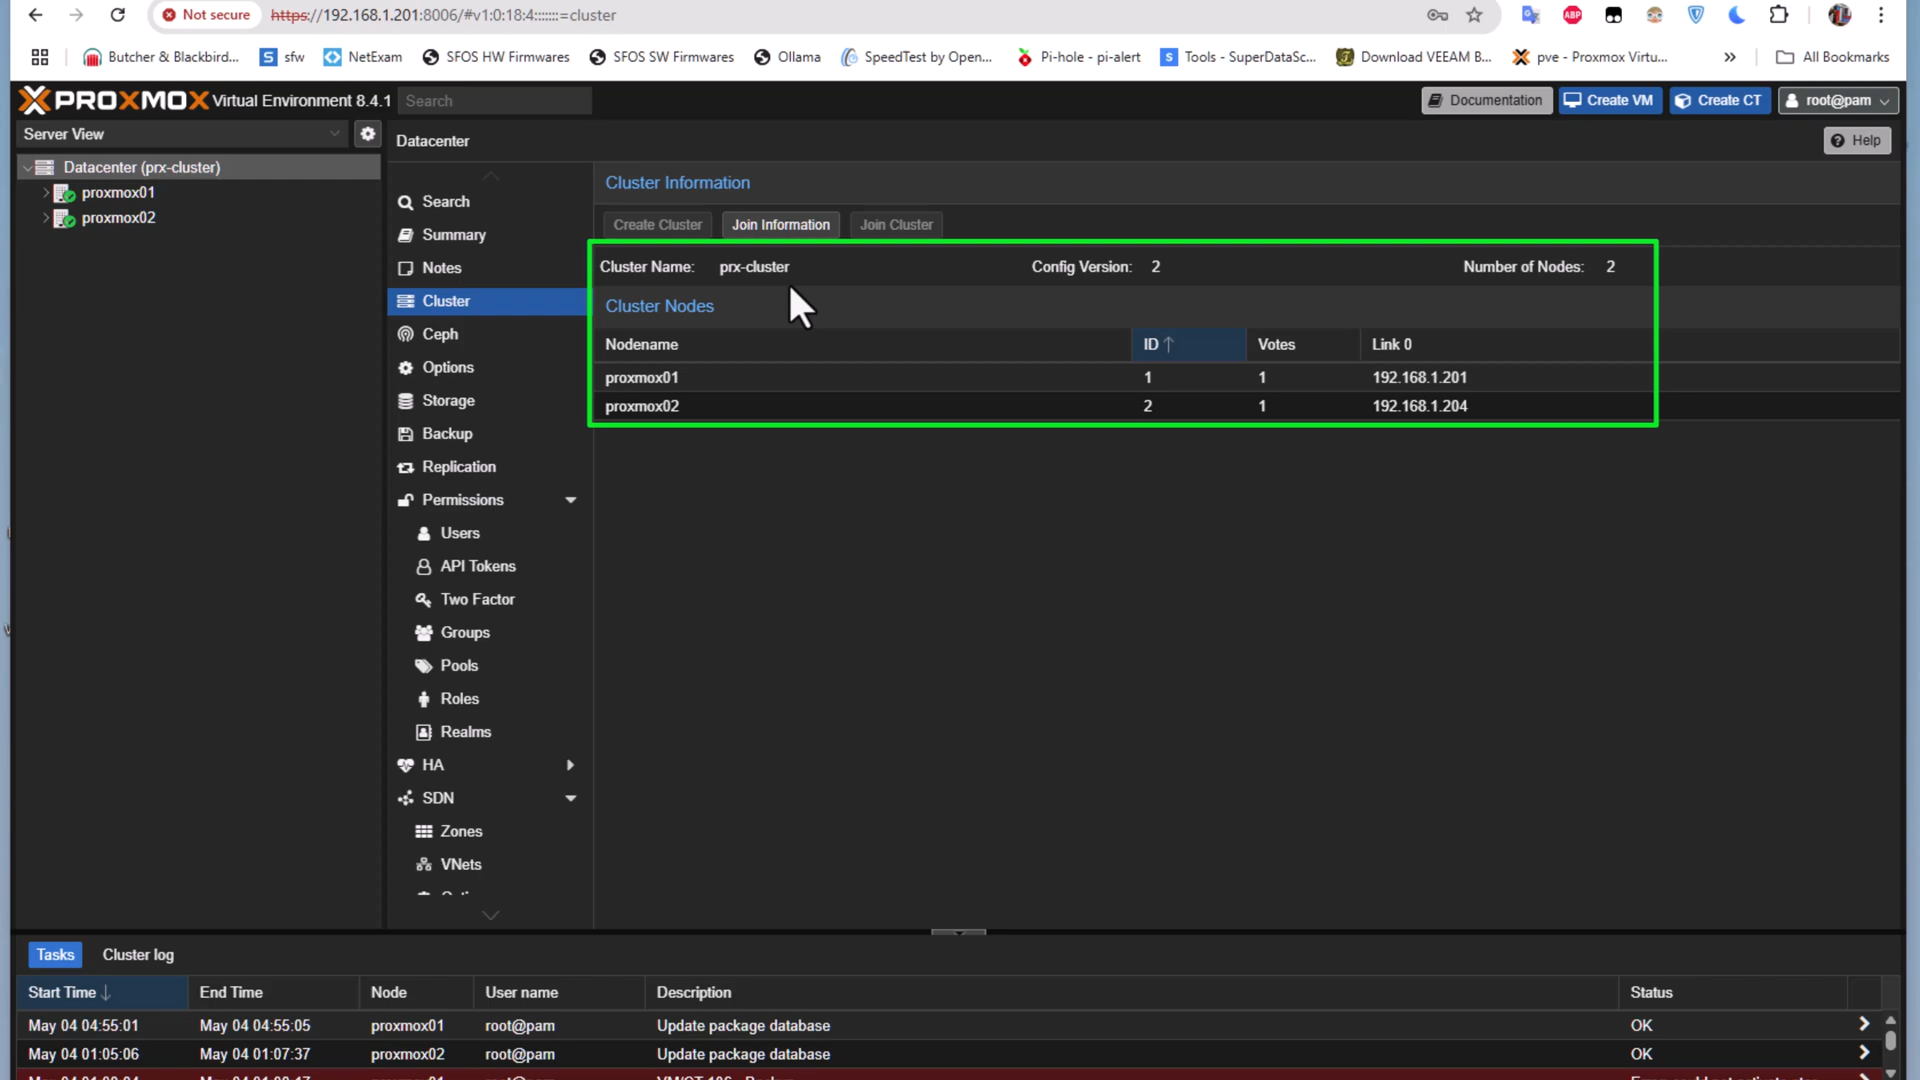 Not secure https://192.168.1.201:8006/#v1:0:18:4:::::::=cluster
Butcher & Blackbird... sfw NetExam SFOS HW Firmwares SFOS SW Firmwares Ollama SpeedTest by Open... Pi-hole - pi-alert Tools - SuperDataSc... Download VEEAM B... pve - Proxmox Virtu... » All Bookmarks
PROXMOX Virtual Environment 8.4.1 Search Documentation Create VM Create CT root@pam
Server View
Datacenter Help
Datacenter (prx-cluster)
proxmox01
proxmox02
Search
Summary
Notes
Cluster
Ceph
Options
Storage
Backup
Replication
Permissions
Users
API Tokens
Two Factor
Groups
Pools
Roles
Realms
HA
SDN
Zones
VNets
Cluster Information
Create Cluster Join Information Join Cluster
Cluster Name: prx-cluster Config Version: 2 Number of Nodes: 2
Cluster Nodes
Nodename ID Votes Link 0
proxmox01 1 1 192.168.1.201
proxmox02 2 1 192.168.1.204
Tasks Cluster log
Start Time End Time Node User name Description Status
May 04 04:55:01 May 04 04:55:05 proxmox01 root@pam Update package database OK
May 04 01:05:06 May 04 01:07:37 proxmox02 root@pam Update package database OK